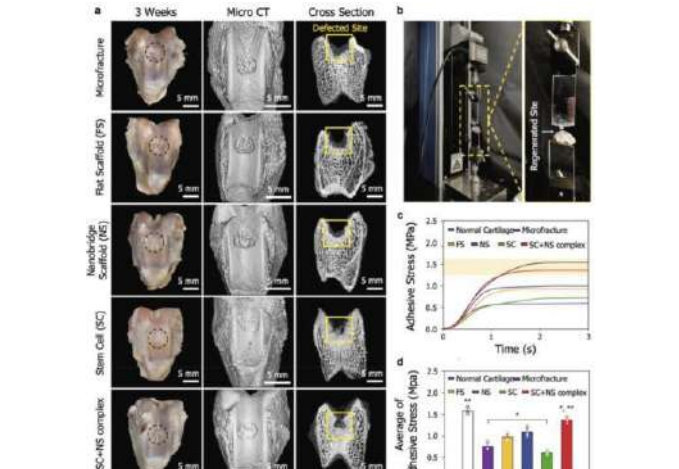 a
3 Weeks
Micro CT
Cross Section
Defected Site
Microfracture
5 mm
5 mm
5 mm
Flat Scaffold (FS)
5 mm
5 mm
5 mm
Nanobridge
Scaffold (NS)
5 mm
5 mm
5 mm
Stem Cell (SC)
5 mm
5 mm
5 mm
SC+NS complex
5 mm
5 mm
5 mm
b
Regenerated Site
c
Adhesive Stress (MPa)
2.5
2.0
1.5
1.0
0.5
0.0
Normal Cartilage Microfracture
FS NS SC SC+NS complex
0 1 2 3
Time (s)
d
Average of
Adhesive Stress (Mpa)
2.5
2.0
1.5
1.0
0.5
Normal Cartilage Microfracture
FS NS SC SC+NS complex
**
*
*, **